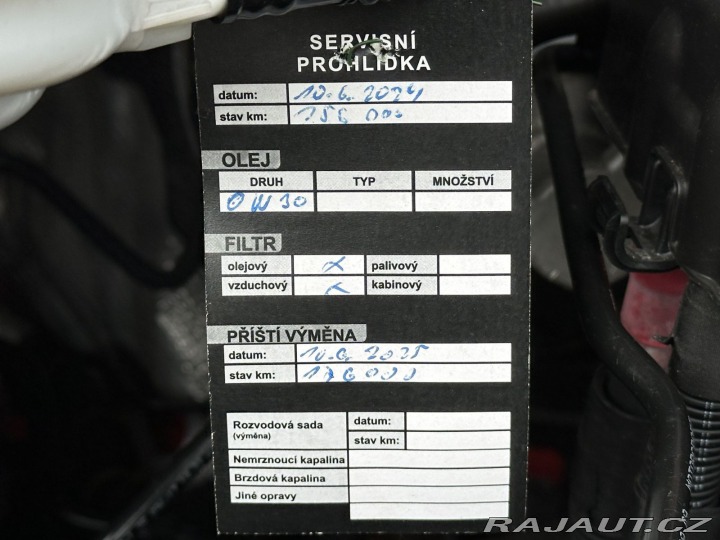 SERVISNÍ
PROHLÍDKA
datum: 10.6.2024
stav km: 156 000
OLEJ
DRUH TYP MNOŽSTVÍ
0W30
FILTR
olejový x palivový
vzduchový x kabinový
PŘÍŠTÍ VÝMĚNA
datum: 10.6.2025
stav km: 176000
Rozvodová sada datum:
(výměna) stav km:
Nemrznoucí kapalina
Brzdová kapalina
Jiné opravy
RAJAUT.CZ